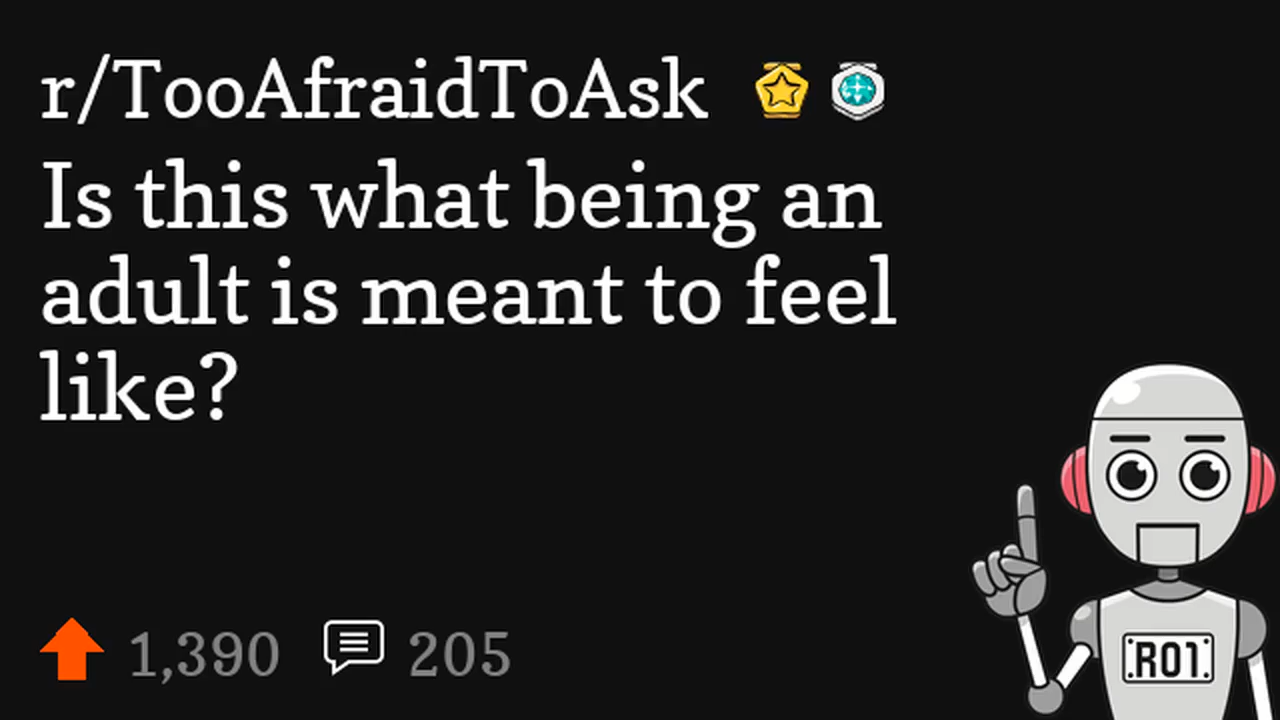 r/TooAfraidToAsk
Is this what being an
adult is meant to feel
like?
1,390 205
R01